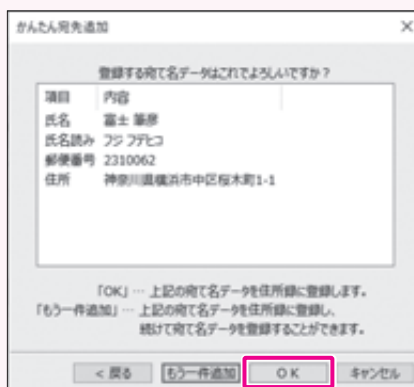 かんたん宛先追加
登録する宛て名データはこれでよろしいですか?
項目 内容
氏名 富士 筆彦
氏名読み フジ フデヒコ
郵便番号 2310062
住所 神奈川県横浜市中区桜木町1-1
「OK」… 上記の宛て名データを住所録に登録します。
「もう一件追加」… 上記の宛て名データを住所録に登録し、
続けて宛て名データを登録することができます。
< 戻る もう一件追加 OK キャンセル